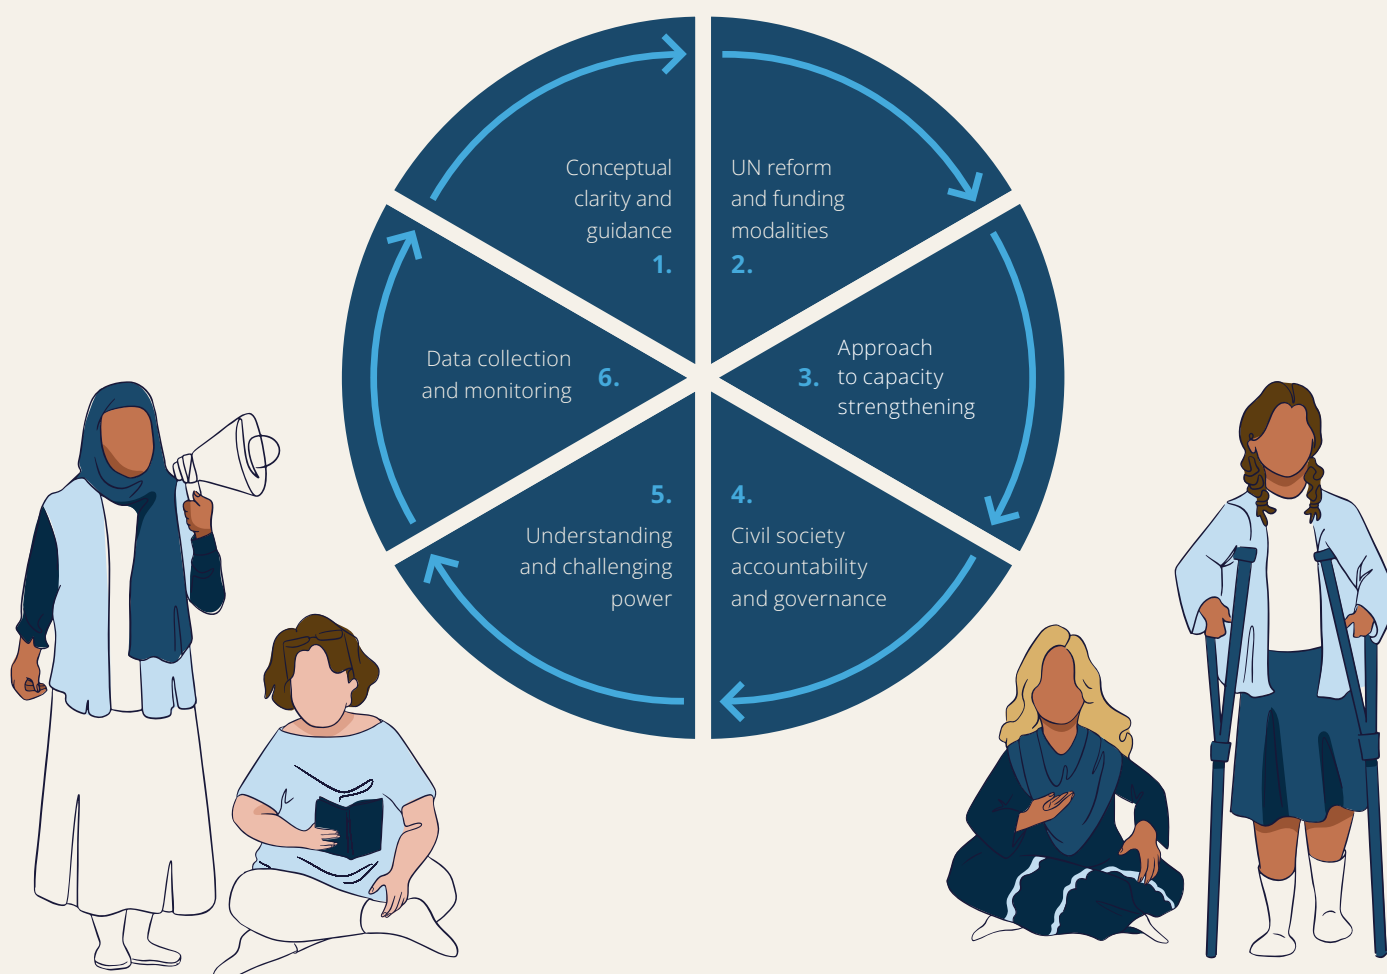 Conceptual
clarity and
guidance
1.
UN reform
and funding
modalities
2.
Approach
to capacity
strengthening
3.
4.
Civil society
accountability
and governance
5.
Understanding
and challenging
power
Data collection
and monitoring
6.